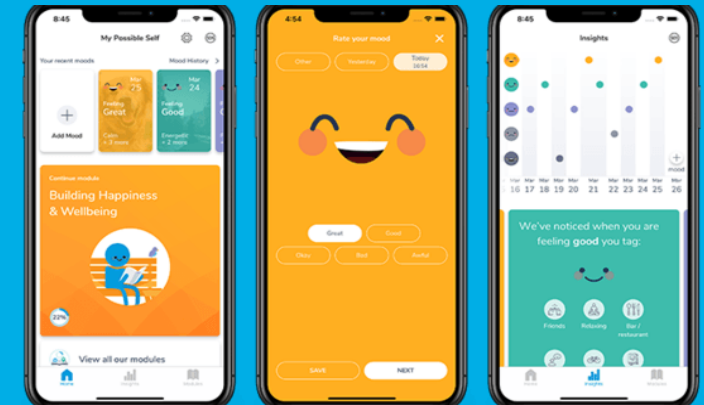 8:45
My Possible Self
Your recent moods
Mood History >
Add Mood
Mar
25
Feeling
Great
Calm
+ 3 more
Mar
24
Feeling
Good
Energetic
+ 2 more
Continue module
Building Happiness
& Wellbeing
22%
View all our modules
Home
Insights
Modules
4:54
Rate your mood
Other
Yesterday
Today
16:54
Great
Good
Okay
Bad
Awful
SAVE
NEXT
8:45
Insights
mood
Mar Mar Mar Mar Mar Mar Mar Mar Mar Mar Mar
16 17 18 19 20 21 22 23 24 25 26
We've noticed when you are
feeling good you tag:
Friends
Relaxing
Bar /
restaurant
Home
Insights
Modules